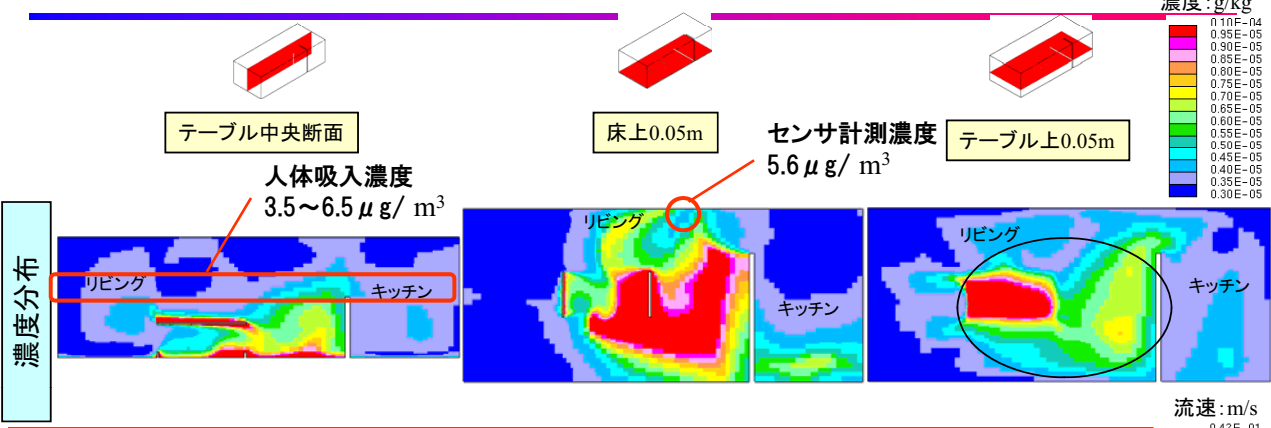 濃度:g/kg
0.10E-04
0.95E-05
0.90E-05
0.85E-05
0.80E-05
0.75E-05
0.70E-05
0.65E-05
0.60E-05
0.55E-05
0.50E-05
0.45E-05
0.40E-05
0.35E-05
0.30E-05
テーブル中央断面
床上0.05m
テーブル上0.05m
人体吸入濃度
3.5～6.5μg/ m³
センサ計測濃度
5.6μg/ m³
濃度分布
リビング
キッチン
リビング
キッチン
リビング
キッチン
流速:m/s